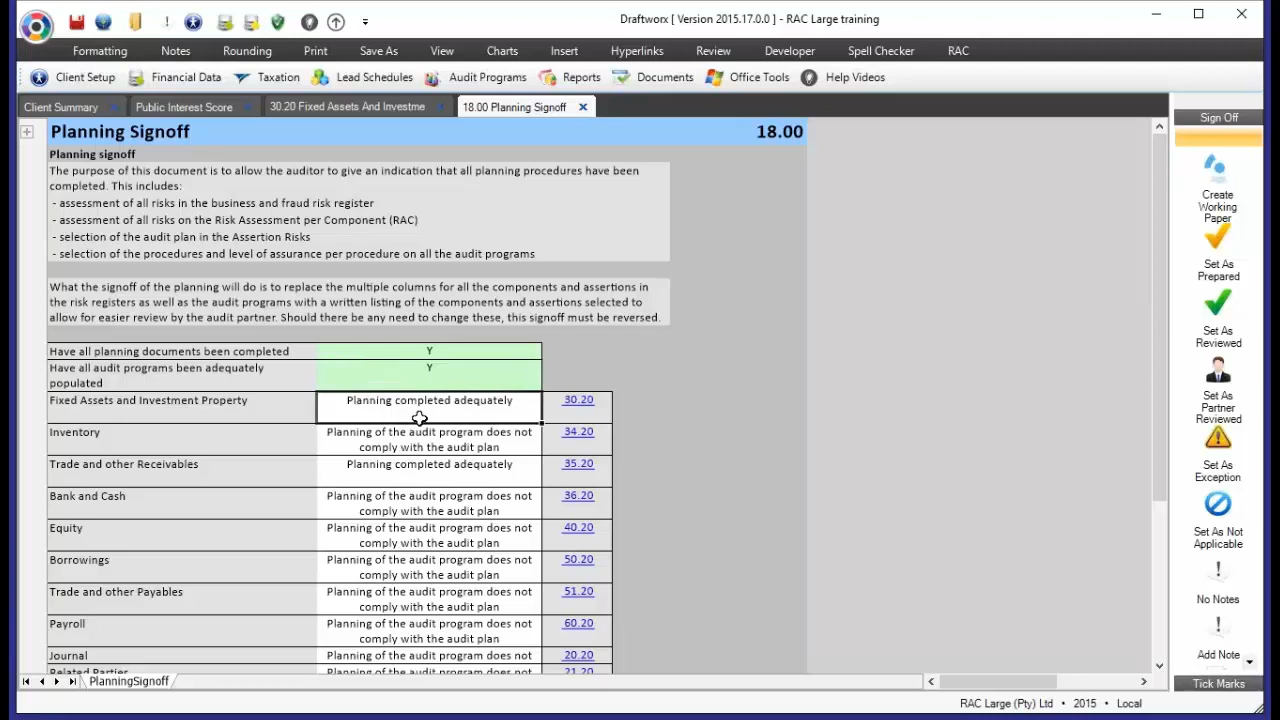 Draftworx [ Version 2015.17.0.0 ] - RAC Large training
Formatting Notes Rounding Print Save As View Charts Insert Hyperlinks Review Developer Spell Checker RAC
Client Setup Financial Data Taxation Lead Schedules Audit Programs Reports Documents Office Tools Help Videos
Client Summary Public Interest Score 30.20 Fixed Assets And Investme 18.00 Planning Signoff
Planning Signoff 18.00
Planning signoff
The purpose of this document is to allow the auditor to give an indication that all planning procedures have been
completed. This includes:
- assessment of all risks in the business and fraud risk register
- assessment of all risks on the Risk Assessment per Component (RAC)
- selection of the audit plan in the Assertion Risks
- selection of the procedures and level of assurance per procedure on all the audit programs
What the signoff of the planning will do is to replace the multiple columns for all the components and assertions in
the risk registers as well as the audit programs with a written listing of the components and assertions selected to
allow for easier review by the audit partner. Should there be any need to change these, this signoff must be reversed.
Have all planning documents been completed Y
Have all audit programs been adequately Y
populated
Fixed Assets and Investment Property Planning completed adequately 30.20
Inventory Planning of the audit program does not 34.20
comply with the audit plan
Trade and other Receivables Planning completed adequately 35.20
Bank and Cash Planning of the audit program does not 36.20
comply with the audit plan
Equity Planning of the audit program does not 40.20
comply with the audit plan
Borrowings Planning of the audit program does not 50.20
comply with the audit plan
Trade and other Payables Planning of the audit program does not 51.20
comply with the audit plan
Payroll Planning of the audit program does not 60.20
comply with the audit plan
Journal Planning of the audit program does not 20.20
Related Parties Planning of the audit program does not 21.20
PlanningSignoff
Sign Off
Create
Working
Paper
Set As
Prepared
Set As
Reviewed
Set As
Partner
Reviewed
Set As
Exception
Set As Not
Applicable
No Notes
Add Note
Tick Marks
RAC Large (Pty) Ltd • 2015 • Local